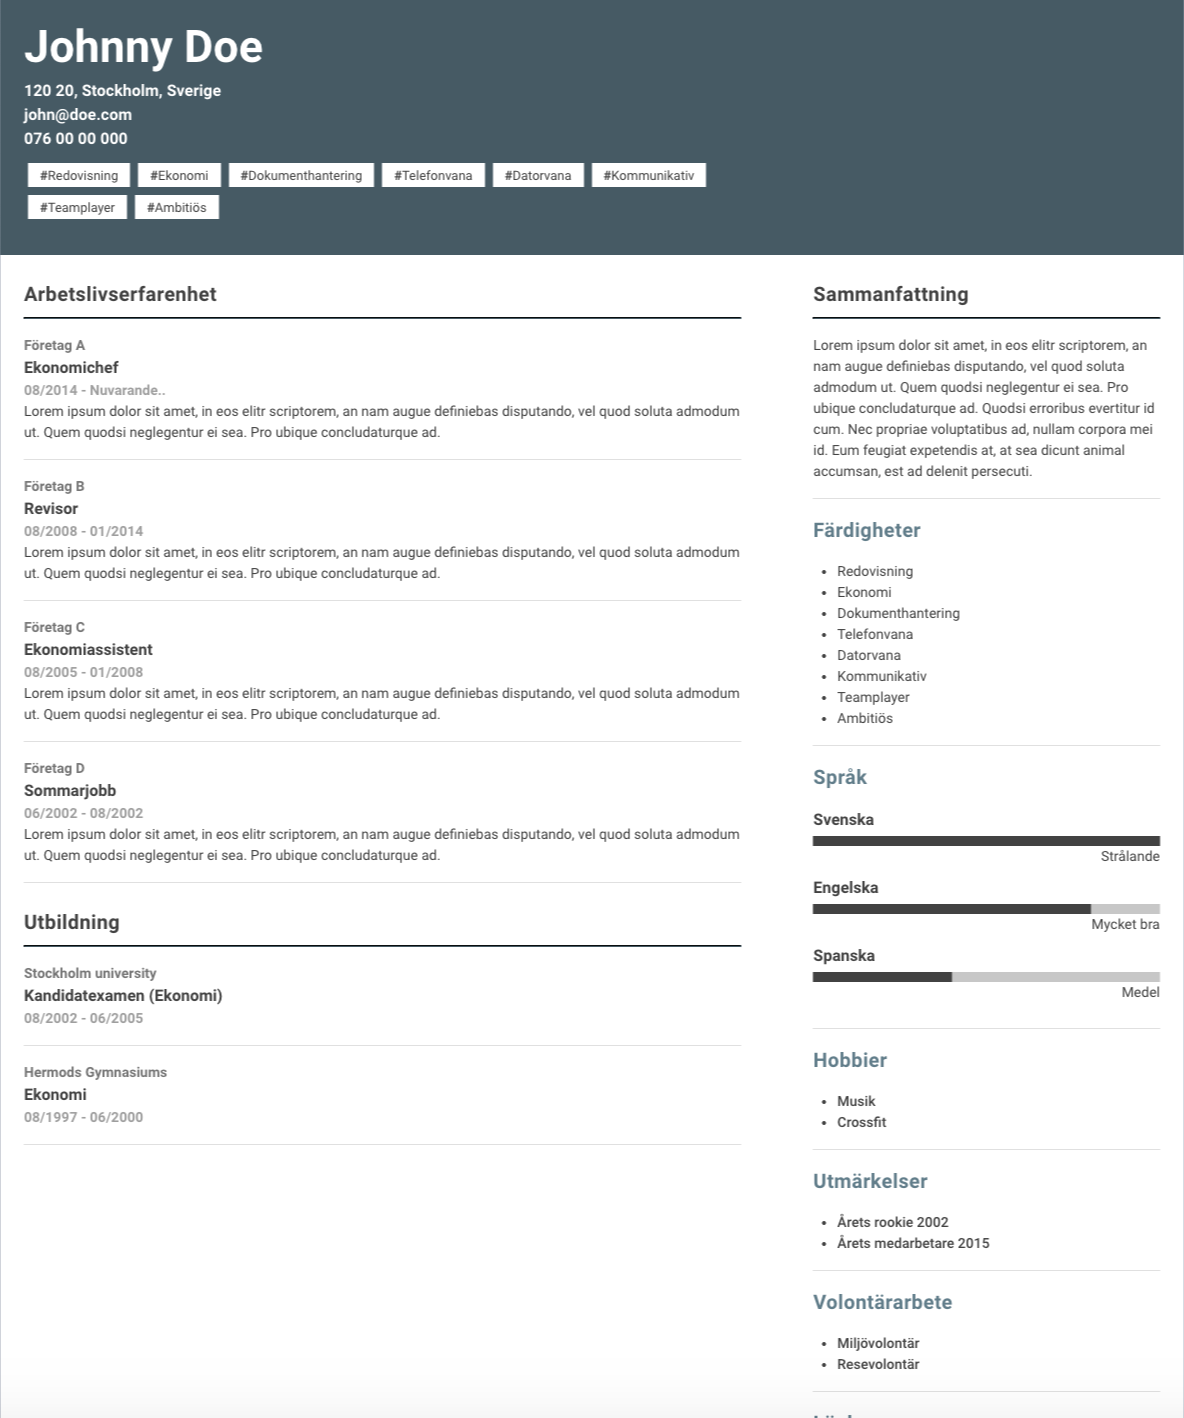 Johnny Doe
120 20, Stockholm, Sverige
john@doe.com
076 00 00 000
#Redovisning #Ekonomi #Dokumenthantering #Telefonvana #Datorvana #Kommunikativ
#Teamplayer #Ambitiös
Arbetslivserfarenhet
Företag A
Ekonomichef
08/2014 - Nuvarande..
Lorem ipsum dolor sit amet, in eos elitr scriptorem, an nam augue definiebas disputando, vel quod soluta admodum
ut. Quem quodsi neglegentur ei sea. Pro ubique concludaturque ad.
Företag B
Revisor
08/2008 - 01/2014
Lorem ipsum dolor sit amet, in eos elitr scriptorem, an nam augue definiebas disputando, vel quod soluta admodum
ut. Quem quodsi neglegentur ei sea. Pro ubique concludaturque ad.
Företag C
Ekonomiassistent
08/2005 - 01/2008
Lorem ipsum dolor sit amet, in eos elitr scriptorem, an nam augue definiebas disputando, vel quod soluta admodum
ut. Quem quodsi neglegentur ei sea. Pro ubique concludaturque ad.
Företag D
Sommarjobb
06/2002 - 08/2002
Lorem ipsum dolor sit amet, in eos elitr scriptorem, an nam augue definiebas disputando, vel quod soluta admodum
ut. Quem quodsi neglegentur ei sea. Pro ubique concludaturque ad.
Utbildning
Stockholm university
Kandidatexamen (Ekonomi)
08/2002 - 06/2005
Hermods Gymnasiums
Ekonomi
08/1997 - 06/2000
Sammanfattning
Lorem ipsum dolor sit amet, in eos elitr scriptorem, an
nam augue definiebas disputando, vel quod soluta
admodum ut. Quem quodsi neglegentur ei sea. Pro
ubique concludaturque ad. Quodsi erroribus evertitur id
cum. Nec propriae voluptatibus ad, nullam corpora mei
id. Eum feugiat expetendis at, at sea dicunt animal
accumsan, est ad delenit persecuti.
Färdigheter
• Redovisning
• Ekonomi
• Dokumenthantering
• Telefonvana
• Datorvana
• Kommunikativ
• Teamplayer
• Ambitiös
Språk
Svenska
Strålande
Engelska
Mycket bra
Spanska
Medel
Hobbier
• Musik
• Crossfit
Utmärkelser
• Årets rookie 2002
• Årets medarbetare 2015
Volontärarbete
• Miljövolontär
• Resevolontär